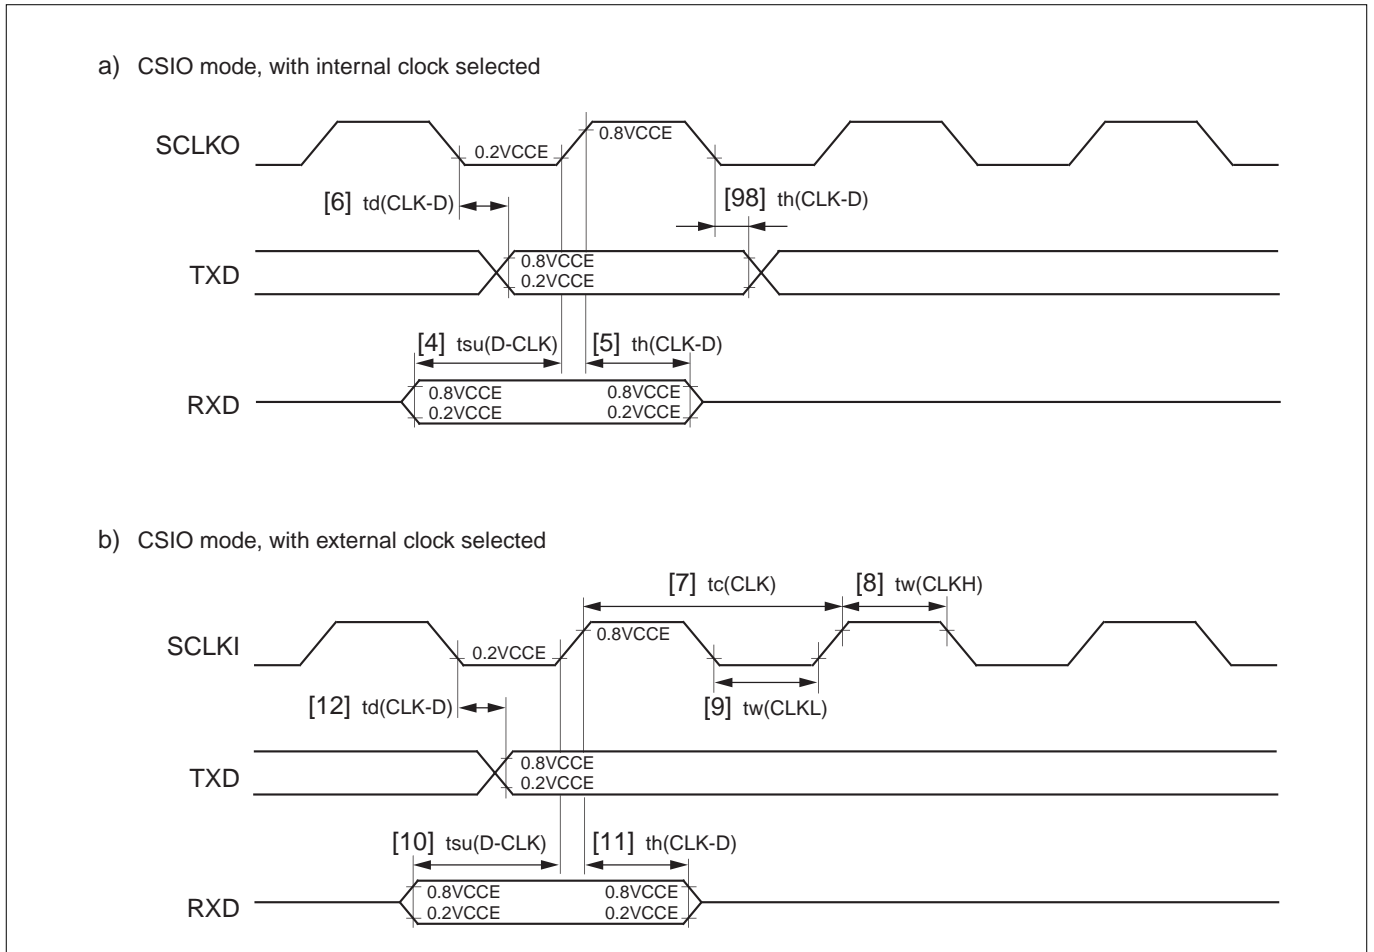 a) CSIO mode, with internal clock selected
SCLKO
0.2VCCE
0.8VCCE
[6] td(CLK-D)
[98] th(CLK-D)
TXD
0.8VCCE
0.2VCCE
[4] tsu(D-CLK)
[5] th(CLK-D)
RXD
0.8VCCE
0.2VCCE
0.8VCCE
0.2VCCE
b) CSIO mode, with external clock selected
[7] tc(CLK)
[8] tw(CLKH)
SCLKI
0.2VCCE
0.8VCCE
[12] td(CLK-D)
[9] tw(CLKL)
TXD
0.8VCCE
0.2VCCE
[10] tsu(D-CLK)
[11] th(CLK-D)
RXD
0.8VCCE
0.2VCCE
0.8VCCE
0.2VCCE